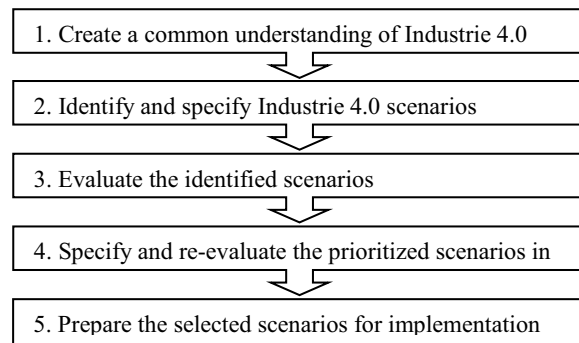 1. Create a common understanding of Industrie 4.0
2. Identify and specify Industrie 4.0 scenarios
3. Evaluate the identified scenarios
4. Specify and re-evaluate the prioritized scenarios in
5. Prepare the selected scenarios for implementation